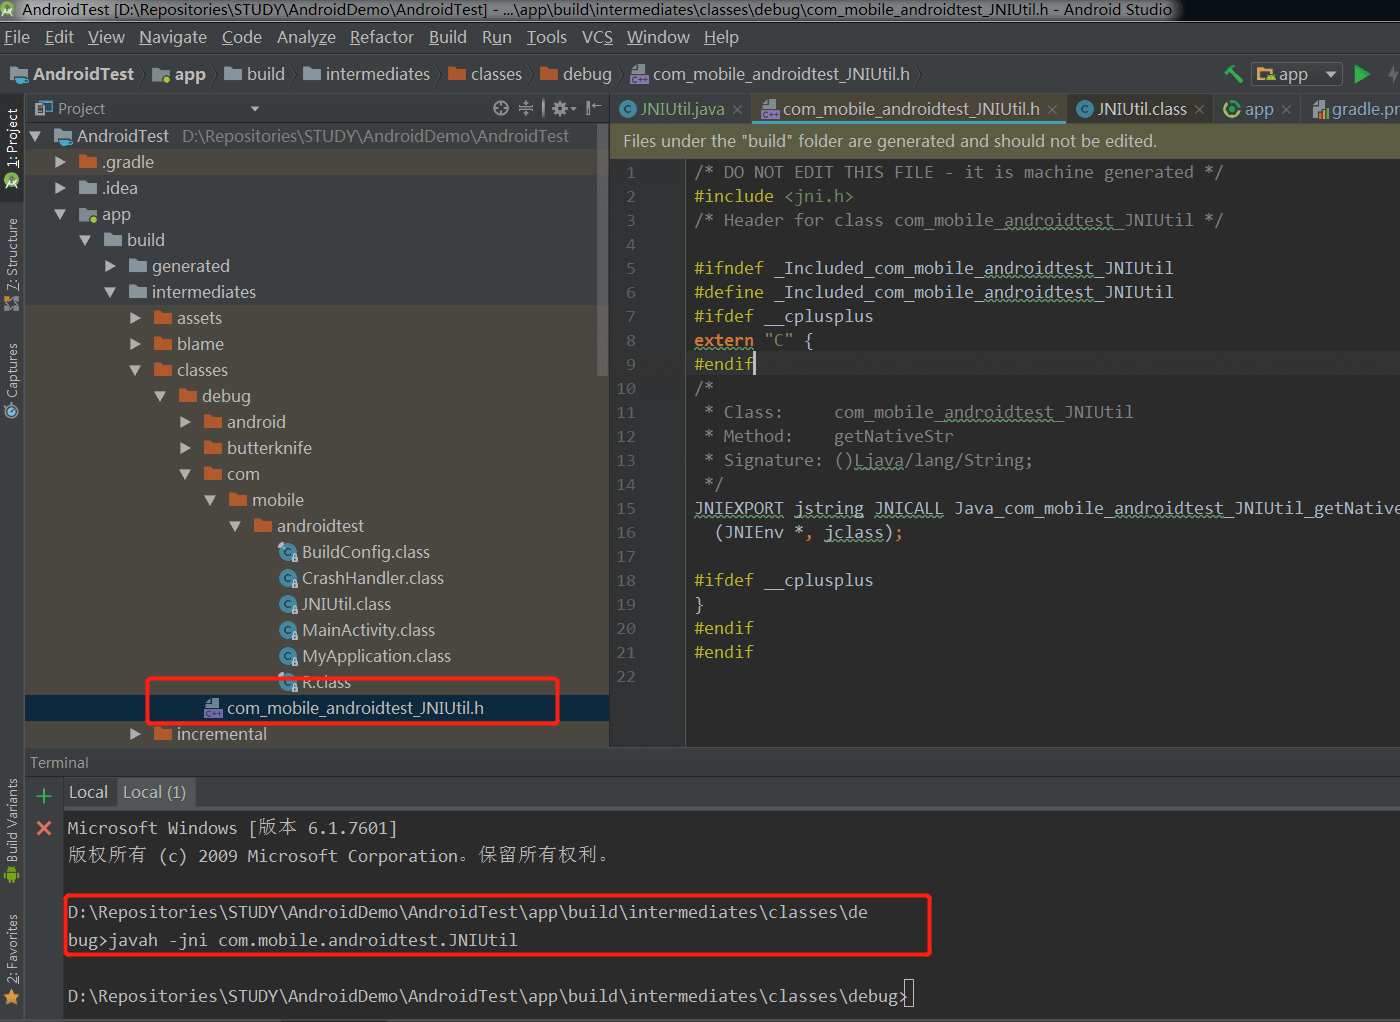 AndroidTest [D:\Repositories\STUDY\AndroidDemo\AndroidTest] - ...\app\build\intermediates\classes\debug\com_mobile_androidtest_JNIUtil.h - Android Studio
File Edit View Navigate Code Analyze Refactor Build Run Tools VCS Window Help
AndroidTest app build intermediates classes debug com_mobile_androidtest_JNIUtil.h app
Project
JNIUtil.java com_mobile_androidtest_JNIUtil.h JNIUtil.class app gradle.pr
1: Project
Z: Structure
Captures
Build Variants
2: Favorites
AndroidTest D:\Repositories\STUDY\AndroidDemo\AndroidTest
.gradle
.idea
app
build
generated
intermediates
assets
blame
classes
debug
android
butterknife
com
mobile
androidtest
BuildConfig.class
CrashHandler.class
JNIUtil.class
MainActivity.class
MyApplication.class
R.class
com_mobile_androidtest_JNIUtil.h
incremental
Files under the "build" folder are generated and should not be edited.
1 /* DO NOT EDIT THIS FILE - it is machine generated */
2 #include <jni.h>
3 /* Header for class com_mobile_androidtest_JNIUtil */
4
5 #ifndef _Included_com_mobile_androidtest_JNIUtil
6 #define _Included_com_mobile_androidtest_JNIUtil
7 #ifdef __cplusplus
8 extern "C" {
9 #endif
10 /*
11 * Class: com_mobile_androidtest_JNIUtil
12 * Method: getNativeStr
13 * Signature: ()Ljava/lang/String;
14 */
15 JNIEXPORT jstring JNICALL Java_com_mobile_androidtest_JNIUtil_getNative
16 (JNIEnv *, jclass);
17
18 #ifdef __cplusplus
19 }
20 #endif
21 #endif
22
Terminal
Local Local (1)
Microsoft Windows [版本 6.1.7601]
版权所有 (c) 2009 Microsoft Corporation。保留所有权利。
D:\Repositories\STUDY\AndroidDemo\AndroidTest\app\build\intermediates\classes\de
bug>javah -jni com.mobile.androidtest.JNIUtil
D:\Repositories\STUDY\AndroidDemo\AndroidTest\app\build\intermediates\classes\debug>